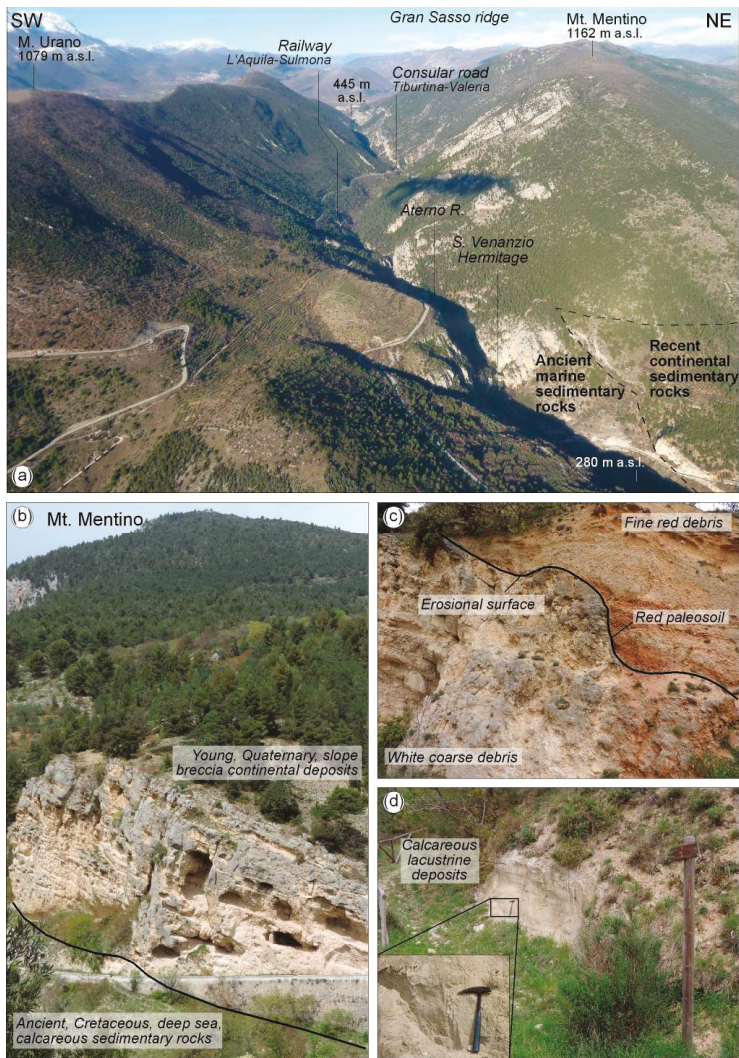 SW
Gran Sasso ridge
Mt. Mentino
1162 m a.s.l.
NE
M. Urano
1079 m a.s.l.
Railway
L'Aquila-Sulmona
445 m
a.s.l.
Consular road
Tiburtina-Valeria
Aterno R.
S. Venanzio
Hermitage
Ancient
marine
sedimentary
rocks
Recent
continental
sedimentary
rocks
280 m a.s.l.
a
b
Mt. Mentino
Young, Quaternary, slope
breccia continental deposits
Ancient, Cretaceous, deep sea,
calcareous sedimentary rocks
c
Fine red debris
Erosional surface
Red paleosoil
White coarse debris
d
Calcareous
lacustrine
deposits